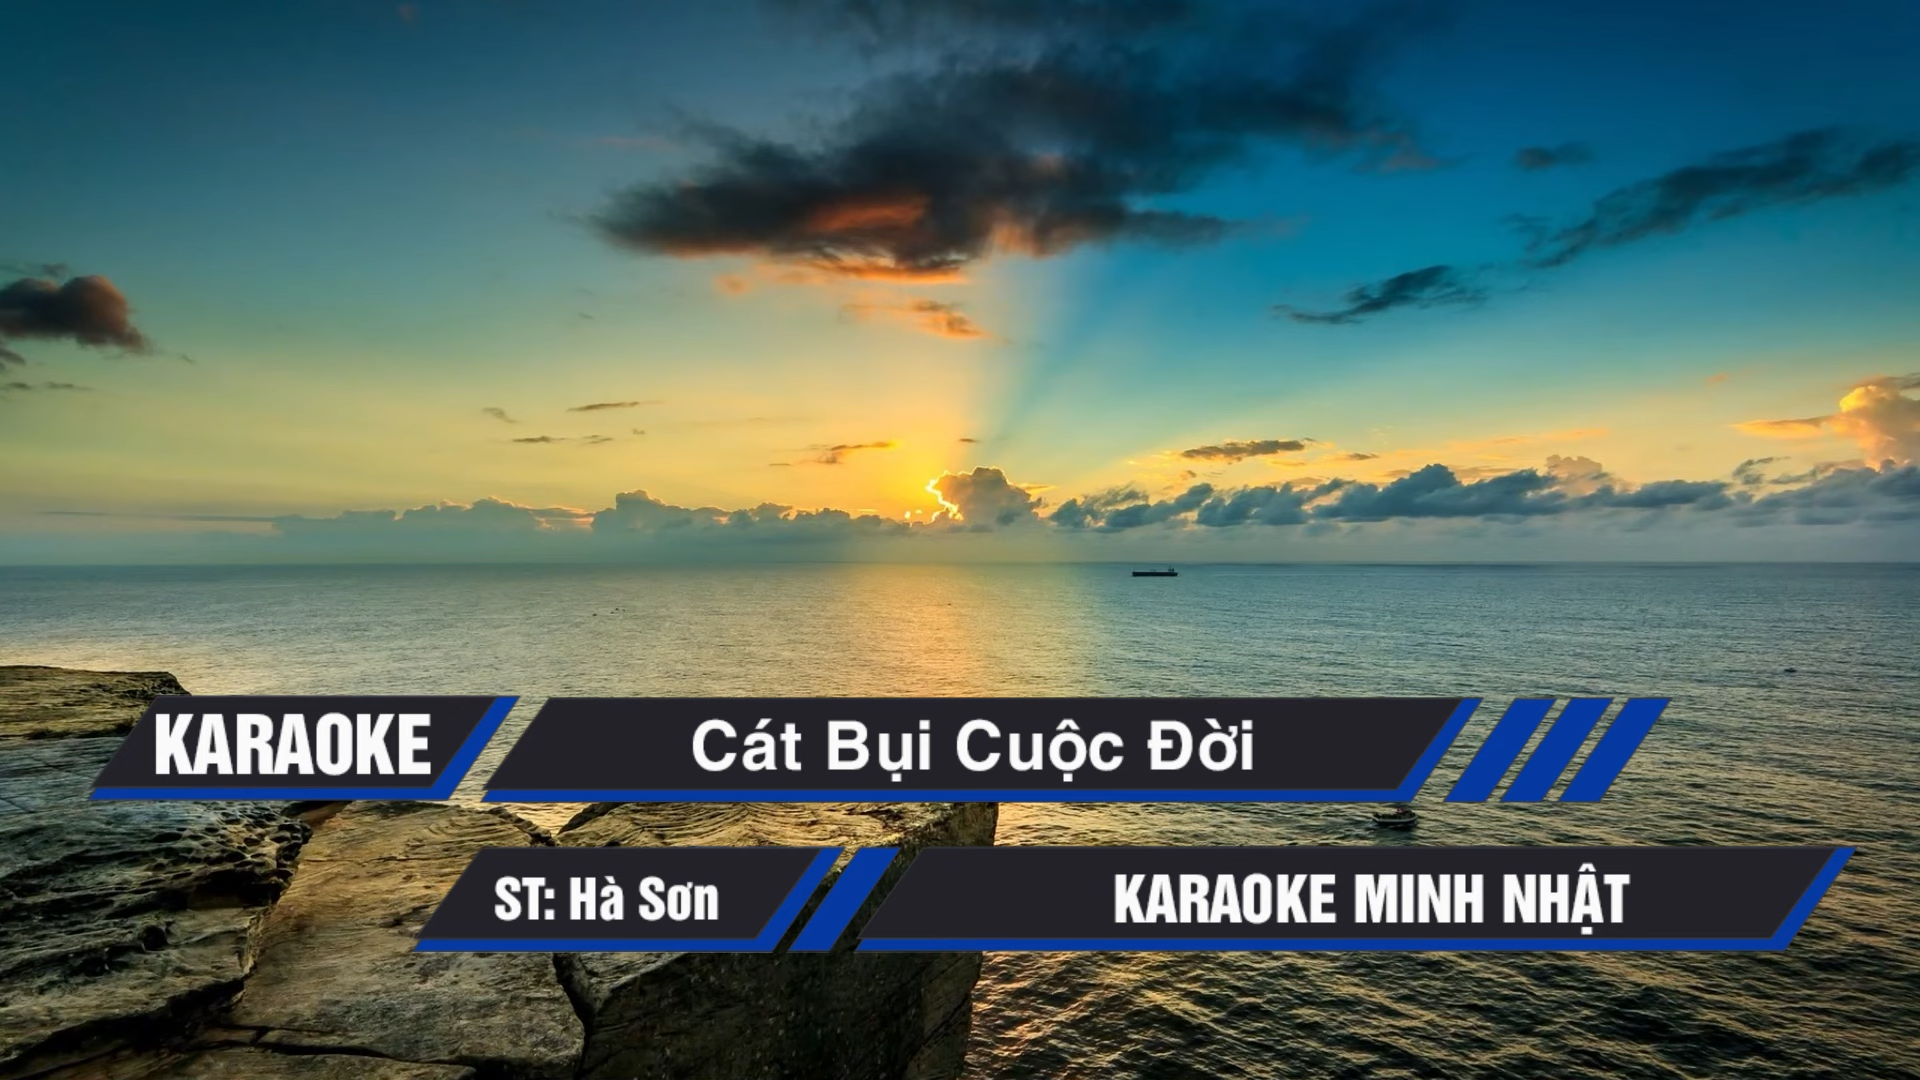 KARAOKE
Cát Bụi Cuộc Đời
ST: Hà Sơn
KARAOKE MINH NHẬT